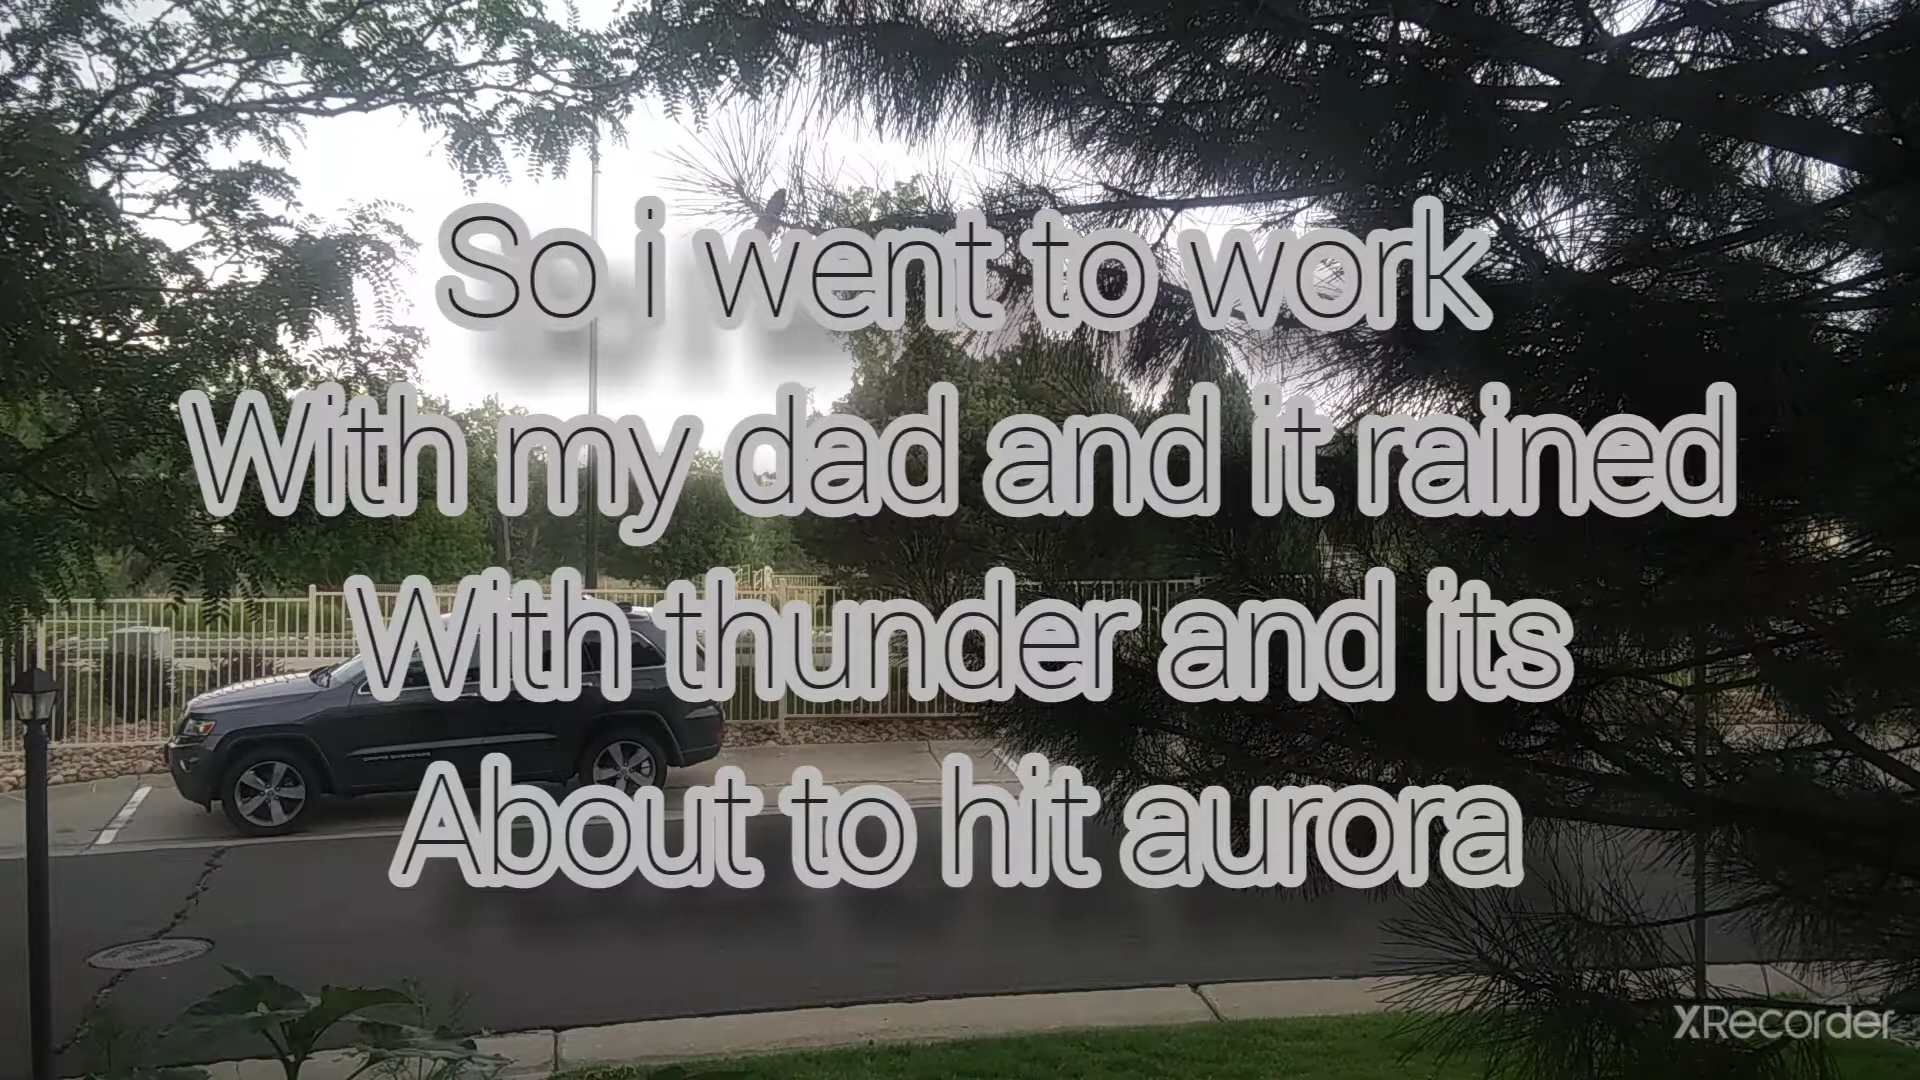 So i went to work
With my dad and it rained
With thunder and its
About to hit aurora
XRecorder